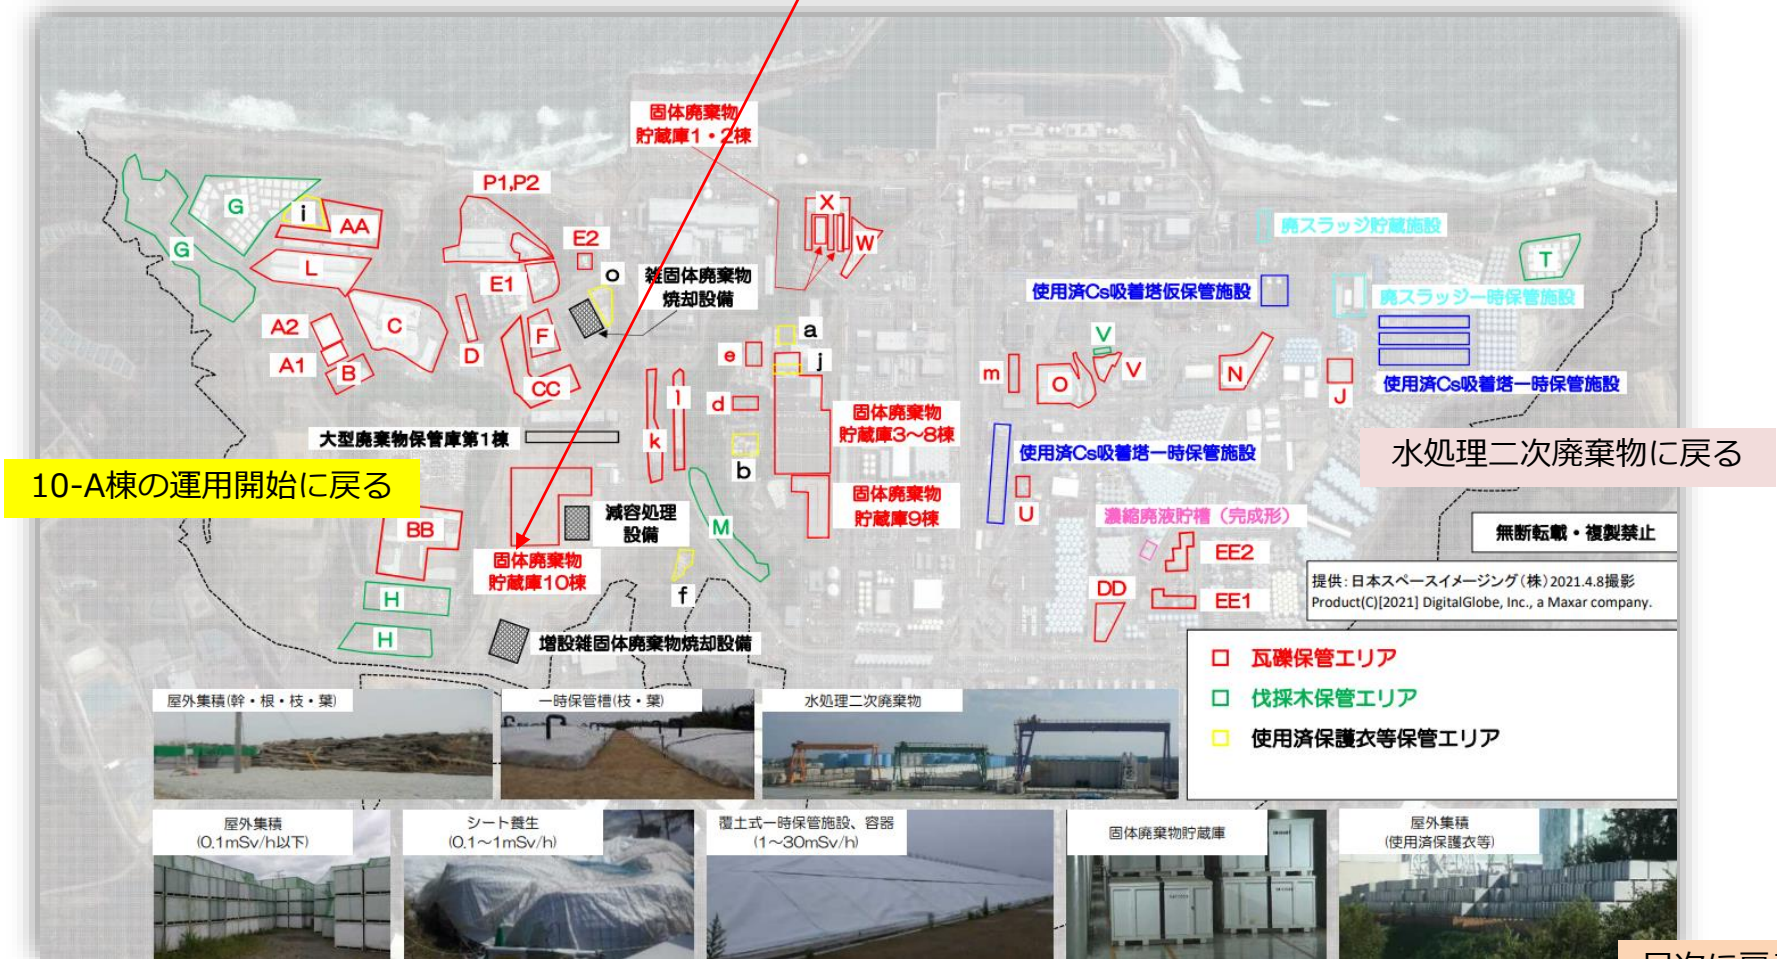 固体廃棄物
貯蔵庫1・2棟
P1,P2
X
G
i
AA
W
E2
G
L
o
雑固体廃棄物
焼却設備
廃スラッジ貯蔵施設
T
E1
使用済Cs吸着塔仮保管施設
廃スラッジ一時保管施設
A2
C
F
a
V
A1
B
D
e
j
m
O
V
N
J
使用済Cs吸着塔一時保管施設
CC
l
d
固体廃棄物
貯蔵庫3～8棟
大型廃棄物保管庫第1棟
k
b
使用済Cs吸着塔一時保管施設
水処理二次廃棄物に戻る
10-A棟の運用開始に戻る
固体廃棄物
貯蔵庫9棟
U
BB
減容処理
設備
M
濃縮廃液貯槽（完成形）
無断転載・複製禁止
固体廃棄物
貯蔵庫10棟
EE2
提供：日本スペースイメージング（株）2021.4.8撮影
Product(C)[2021] DigitalGlobe, Inc., a Maxar company.
H
f
DD
EE1
H
増設雑固体廃棄物焼却設備
瓦礫保管エリア
伐採木保管エリア
使用済保護衣等保管エリア
屋外集積(幹・根・枝・葉)
一時保管槽(枝・葉)
水処理二次廃棄物
屋外集積
(0.1mSv/h以下)
シート養生
(0.1～1mSv/h)
覆土式一時保管施設、容器
(1～30mSv/h)
固体廃棄物貯蔵庫
屋外集積
(使用済保護衣等)